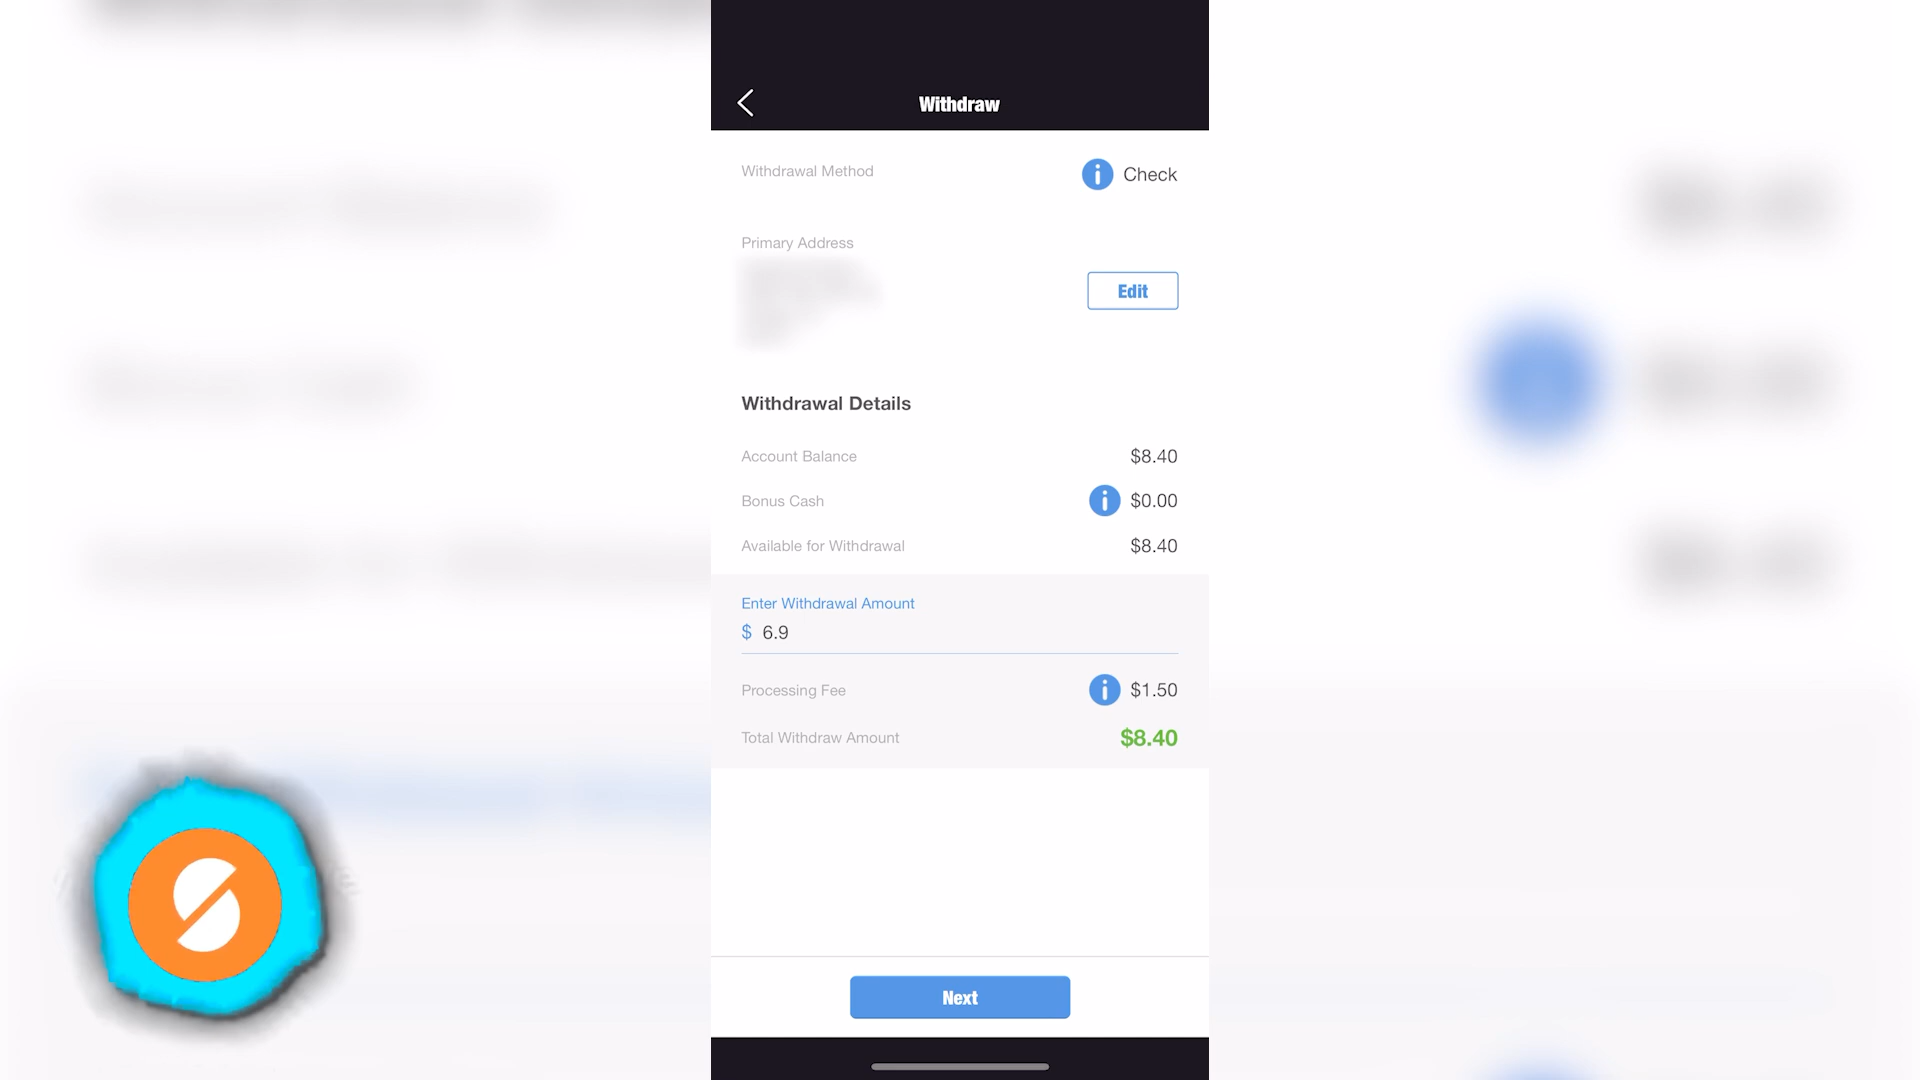 Withdraw
Withdrawal Method
Check
Primary Address
Edit
Withdrawal Details
Account Balance
$8.40
Bonus Cash
$0.00
Available for Withdrawal
$8.40
Enter Withdrawal Amount
$ 6.9
Processing Fee
$1.50
Total Withdraw Amount
$8.40
Next